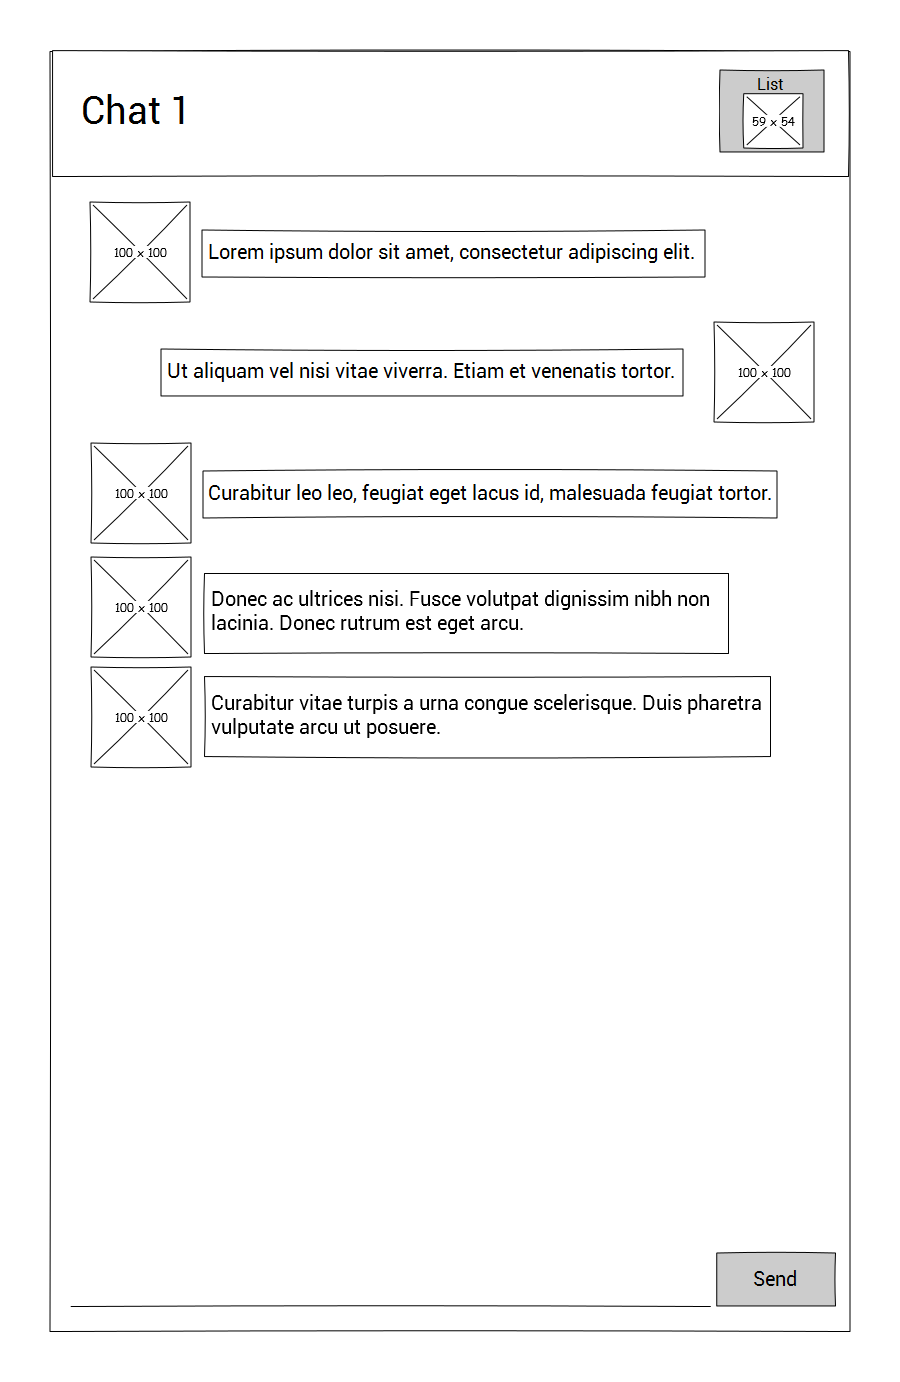 Chat 1
List
59 x 54
100 x 100
Lorem ipsum dolor sit amet, consectetur adipiscing elit.
Ut aliquam vel nisi vitae viverra. Etiam et venenatis tortor.
100 x 100
100 x 100
Curabitur leo leo, feugiat eget lacus id, malesuada feugiat tortor.
100 x 100
Donec ac ultrices nisi. Fusce volutpat dignissim nibh non
lacinia. Donec rutrum est eget arcu.
100 x 100
Curabitur vitae turpis a urna congue scelerisque. Duis pharetra
vulputate arcu ut posuere.
Send